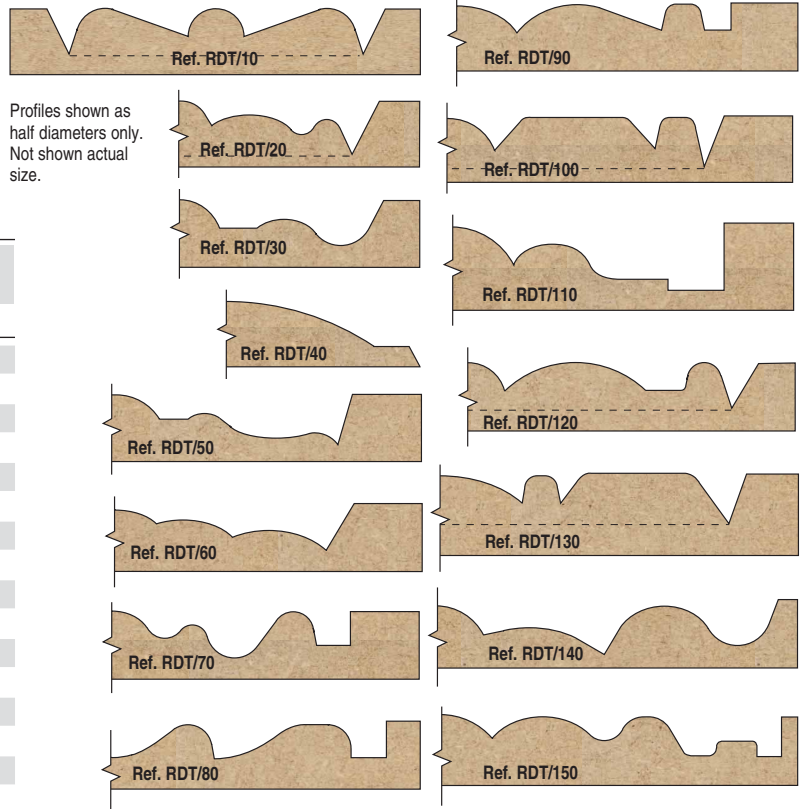 Ref. RDT/10
Profiles shown as
half diameters only.
Not shown actual
size.
Ref. RDT/20
Ref. RDT/30
Ref. RDT/40
Ref. RDT/50
Ref. RDT/60
Ref. RDT/70
Ref. RDT/80
Ref. RDT/90
Ref. RDT/100
Ref. RDT/110
Ref. RDT/120
Ref. RDT/130
Ref. RDT/140
Ref. RDT/150